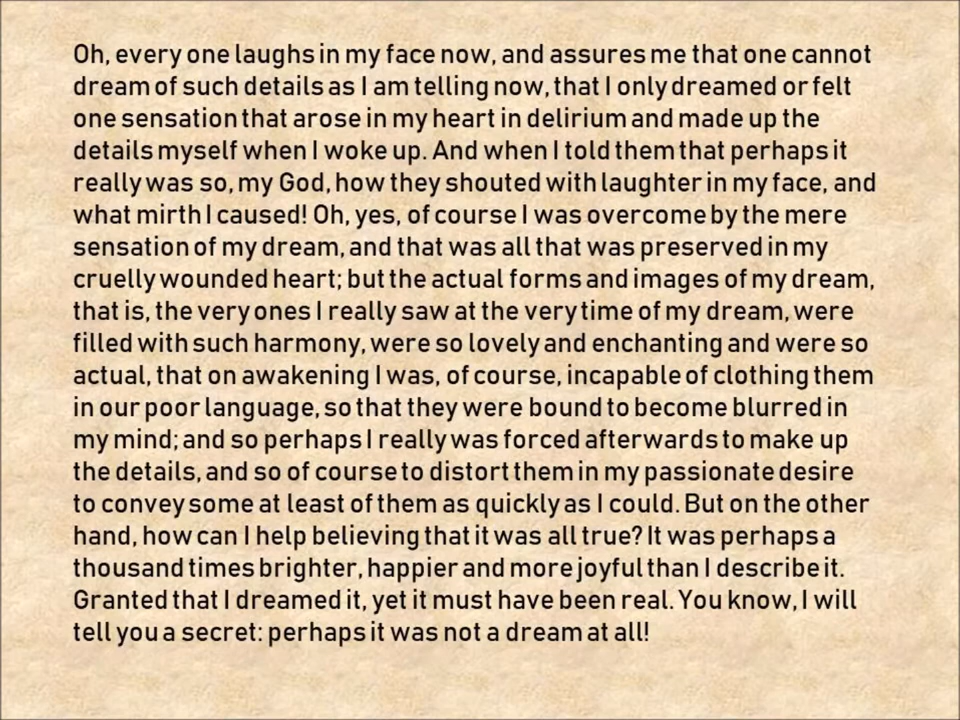 Oh, every one laughs in my face now, and assures me that one cannot
dream of such details as I am telling now, that I only dreamed or felt
one sensation that arose in my heart in delirium and made up the
details myself when I woke up. And when I told them that perhaps it
really was so, my God, how they shouted with laughter in my face, and
what mirth I caused! Oh, yes, of course I was overcome by the mere
sensation of my dream, and that was all that was preserved in my
cruelly wounded heart; but the actual forms and images of my dream,
that is, the very ones I really saw at the very time of my dream, were
filled with such harmony, were so lovely and enchanting and were so
actual, that on awakening I was, of course, incapable of clothing them
in our poor language, so that they were bound to become blurred in
my mind; and so perhaps I really was forced afterwards to make up
the details, and so of course to distort them in my passionate desire
to convey some at least of them as quickly as I could. But on the other
hand, how can I help believing that it was all true? It was perhaps a
thousand times brighter, happier and more joyful than I describe it.
Granted that I dreamed it, yet it must have been real. You know, I will
tell you a secret: perhaps it was not a dream at all!